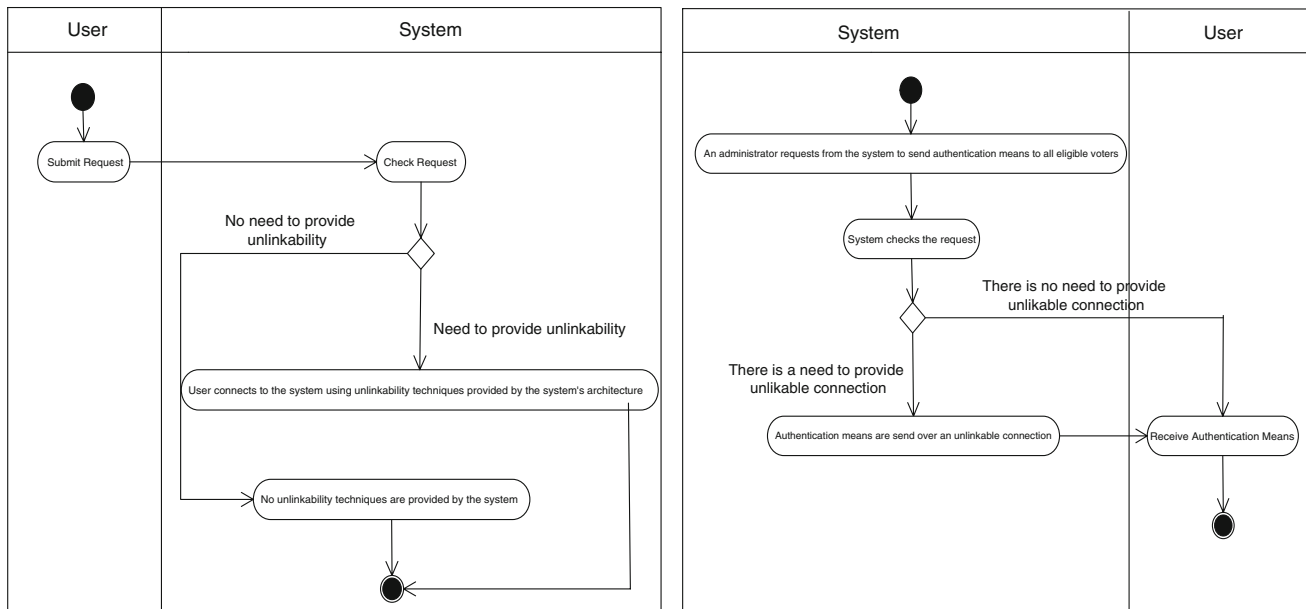 User
System
Submit Request
Check Request
No need to provide
unlinkability
Need to provide unlinkability
User connects to the system using unlinkability techniques provided by the system's architecture
No unlinkability techniques are provided by the system
System
User
An administrator requests from the system to send authentication means to all eligible voters
System checks the request
There is no need to provide
unlikable connection
There is a need to provide
unlikable connection
Authentication means are send over an unlinkable connection
Receive Authentication Means